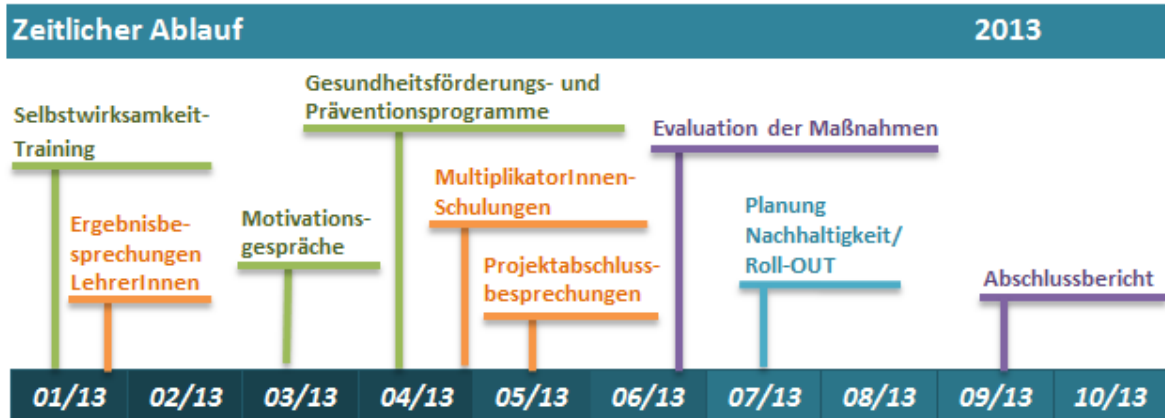 Zeitlicher Ablauf 2013
Gesundheitsförderungs- und
Präventionsprogramme
Selbstwirksamkeit-
Training
Evaluation der Maßnahmen
MultiplikatorInnen-
Schulungen
Ergebnisbe-
sprechungen
LehrerInnen
Motivations-
gespräche
Planung
Nachhaltigkeit/
Roll-OUT
Projektabschluss-
besprechungen
Abschlussbericht
01/13 02/13 03/13 04/13 05/13 06/13 07/13 08/13 09/13 10/13